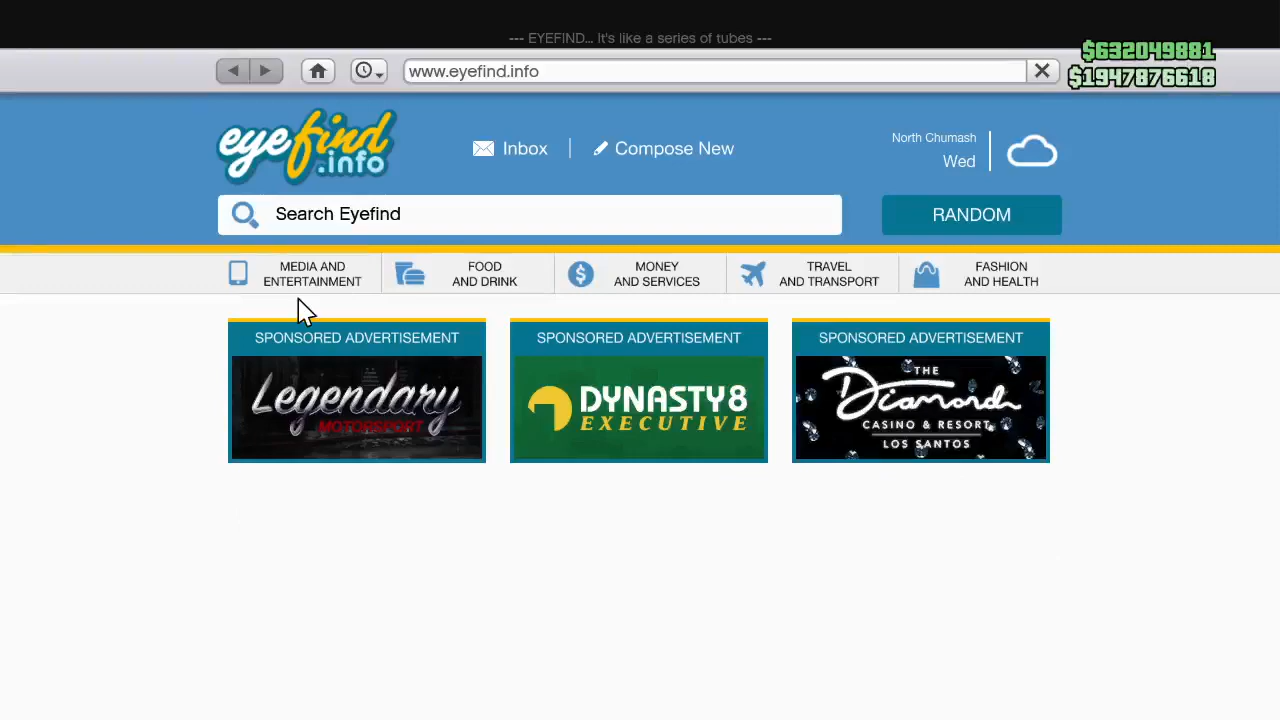 --- EYEFIND... It's like a series of tubes ---
$632049881
www.eyefind.info
$1947876618
eyefind
.info
Inbox
Compose New
North Chumash
Wed
Search Eyefind
RANDOM
MEDIA AND
ENTERTAINMENT
FOOD
AND DRINK
MONEY
AND SERVICES
TRAVEL
AND TRANSPORT
FASHION
AND HEALTH
SPONSORED ADVERTISEMENT
Legendary
MOTORSPORT
SPONSORED ADVERTISEMENT
DYNASTY8
EXECUTIVE
SPONSORED ADVERTISEMENT
THE
Diamond
CASINO & RESORT
LOS SANTOS